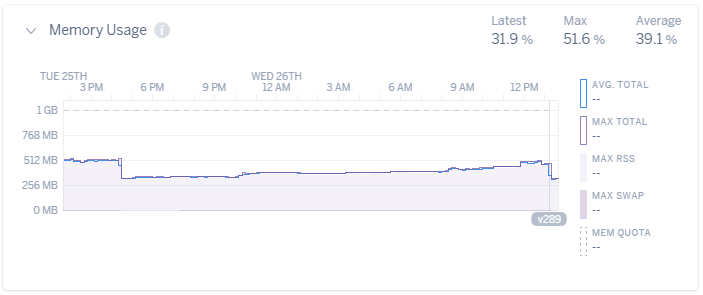 Memory Usage i
Latest Max Average
31.9 % 51.6 % 39.1 %
TUE 25TH WED 26TH
3 PM 6 PM 9 PM 12 AM 3 AM 6 AM 9 AM 12 PM
1 GB
768 MB
512 MB
256 MB
0 MB
v289
AVG. TOTAL
--
MAX TOTAL
--
MAX RSS
--
MAX SWAP
--
MEM QUOTA
--